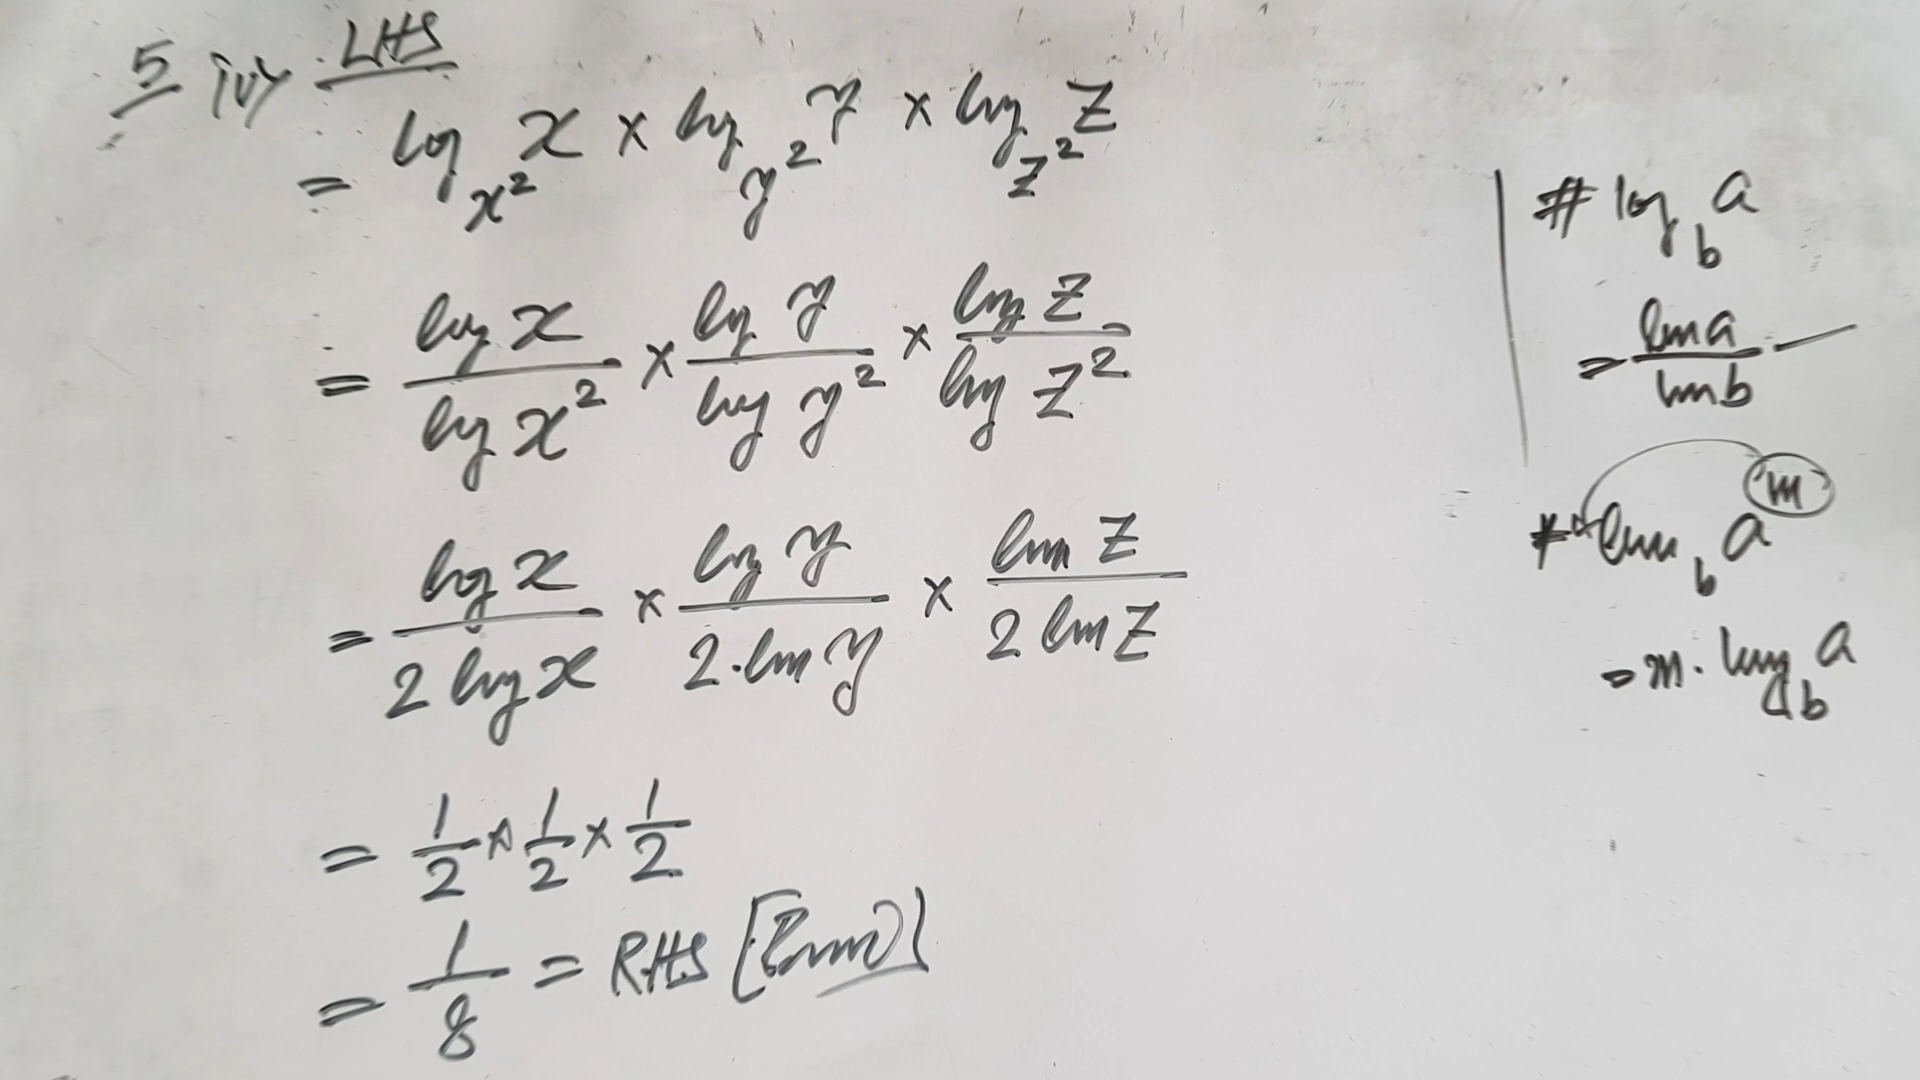 5 iv) LHS
= log_{x²} x × log_{y²} y × log_{z²} z
= log x / log x² × log y / log y² × log z / log z²
= log x / 2 log x × log y / 2·log y × log z / 2 log z
= 1/2 × 1/2 × 1/2
= 1/8 = RHS [Proved]
# log_b a
= log a / log b
# log_b a^m
= m· log_b a